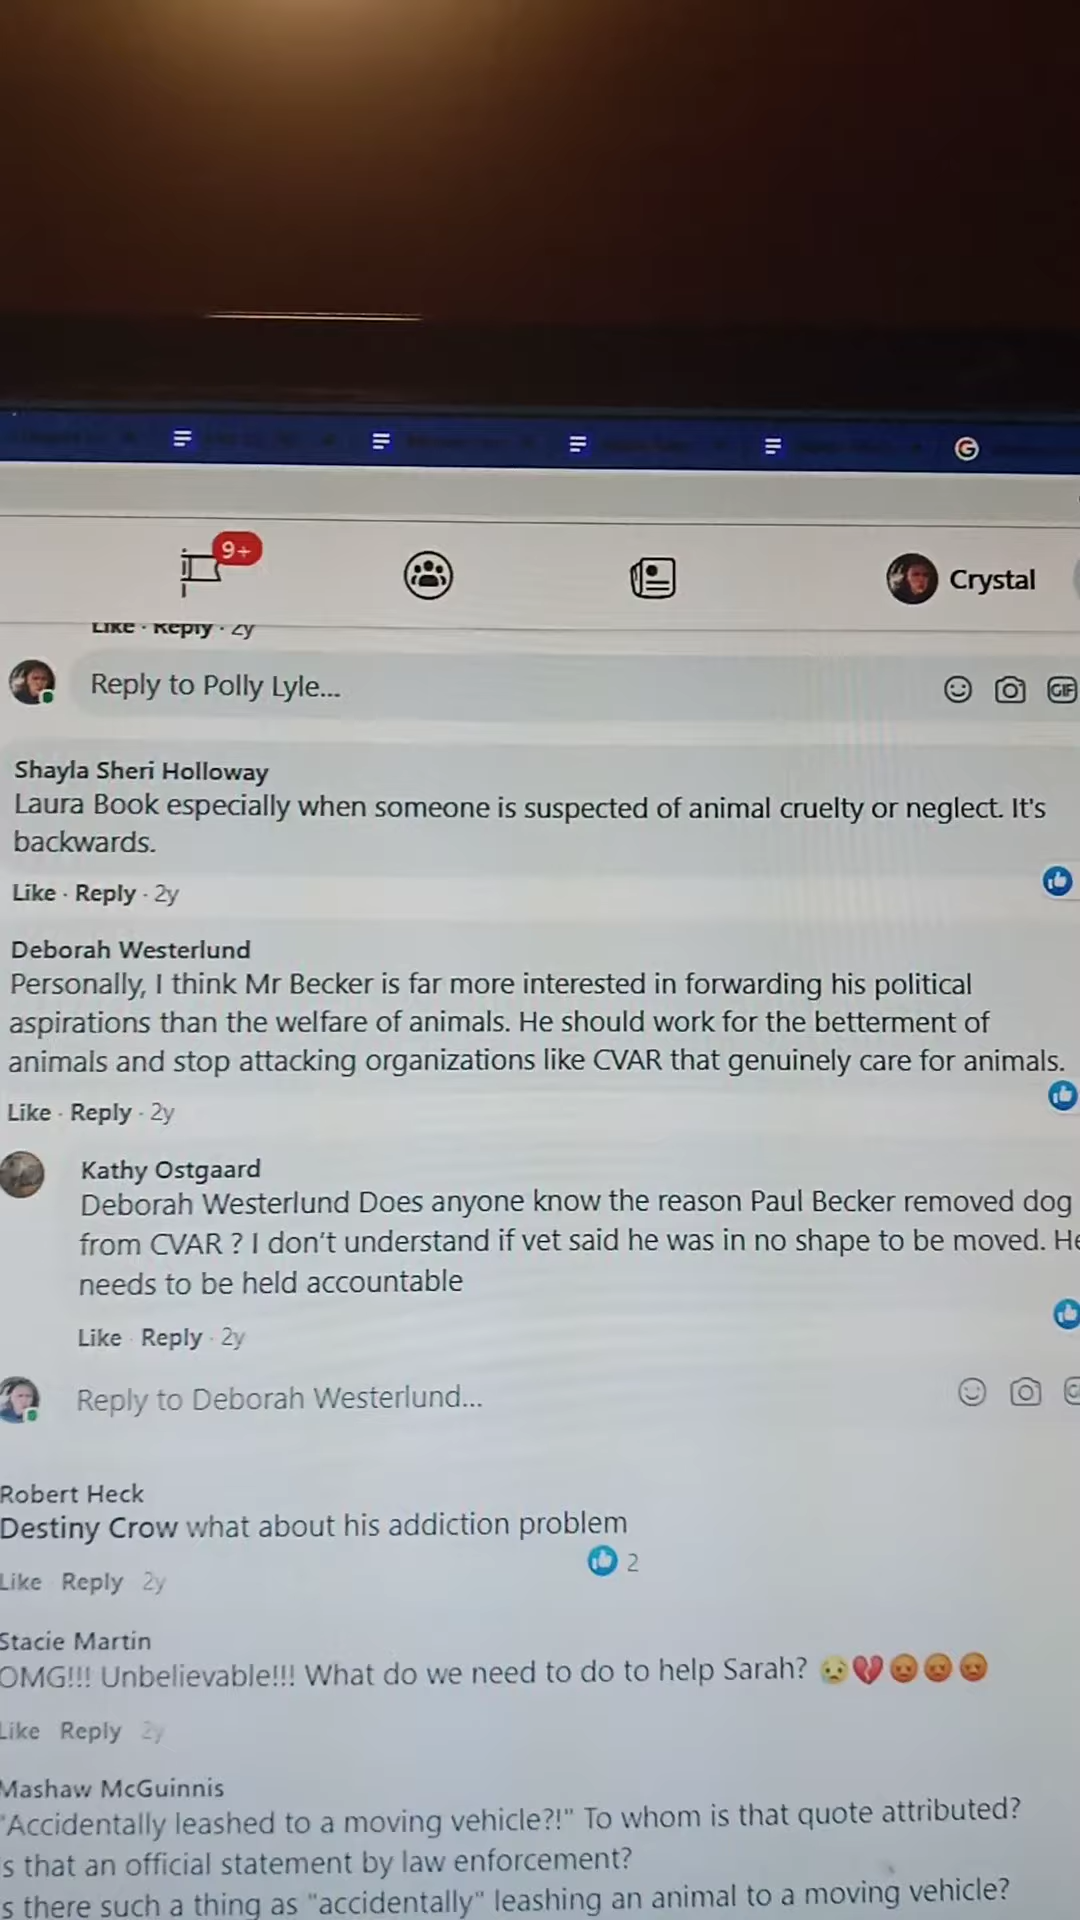 9+
Crystal
Like · Reply · 2y
Reply to Polly Lyle...
GIF
Shayla Sheri Holloway
Laura Book especially when someone is suspected of animal cruelty or neglect. It's
backwards.
Like · Reply · 2y
Deborah Westerlund
Personally, I think Mr Becker is far more interested in forwarding his political
aspirations than the welfare of animals. He should work for the betterment of
animals and stop attacking organizations like CVAR that genuinely care for animals.
Like · Reply · 2y
Kathy Ostgaard
Deborah Westerlund Does anyone know the reason Paul Becker removed dog
from CVAR ? I don't understand if vet said he was in no shape to be moved. He
needs to be held accountable
Like · Reply · 2y
Reply to Deborah Westerlund...
Robert Heck
Destiny Crow what about his addiction problem
2
Like Reply 2y
Stacie Martin
OMG!!! Unbelievable!!! What do we need to do to help Sarah? 😥💔😡😡😡
Like Reply 2y
Mashaw McGuinnis
"Accidentally leashed to a moving vehicle?!" To whom is that quote attributed?
s that an official statement by law enforcement?
s there such a thing as "accidentally" leashing an animal to a moving vehicle?